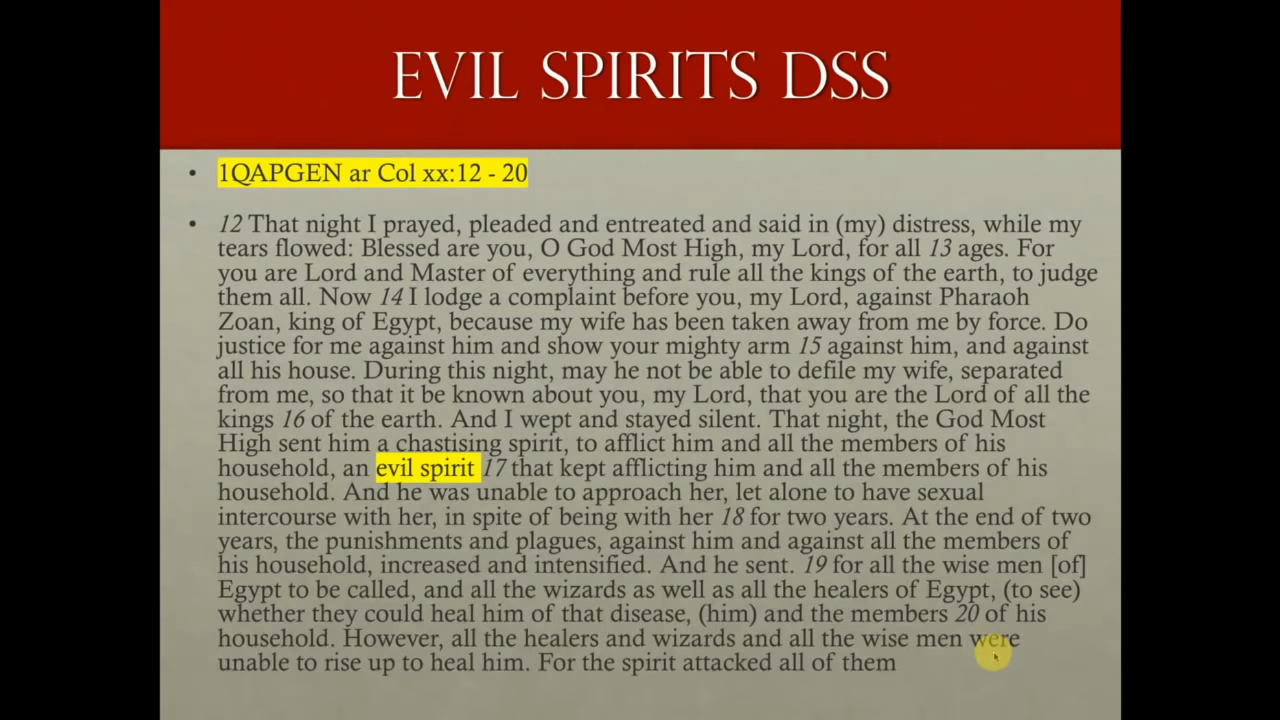 EVIL SPIRITS DSS
• 1QAPGEN ar Col xx:12 - 20
• 12 That night I prayed, pleaded and entreated and said in (my) distress, while my
tears flowed: Blessed are you, O God Most High, my Lord, for all 13 ages. For
you are Lord and Master of everything and rule all the kings of the earth, to judge
them all. Now 14 I lodge a complaint before you, my Lord, against Pharaoh
Zoan, king of Egypt, because my wife has been taken away from me by force. Do
justice for me against him and show your mighty arm 15 against him, and against
all his house. During this night, may he not be able to defile my wife, separated
from me, so that it be known about you, my Lord, that you are the Lord of all the
kings 16 of the earth. And I wept and stayed silent. That night, the God Most
High sent him a chastising spirit, to afflict him and all the members of his
household, an evil spirit 17 that kept afflicting him and all the members of his
household. And he was unable to approach her, let alone to have sexual
intercourse with her, in spite of being with her 18 for two years. At the end of two
years, the punishments and plagues, against him and against all the members of
his household, increased and intensified. And he sent. 19 for all the wise men [of]
Egypt to be called, and all the wizards as well as all the healers of Egypt, (to see)
whether they could heal him of that disease, (him) and the members 20 of his
household. However, all the healers and wizards and all the wise men were
unable to rise up to heal him. For the spirit attacked all of them